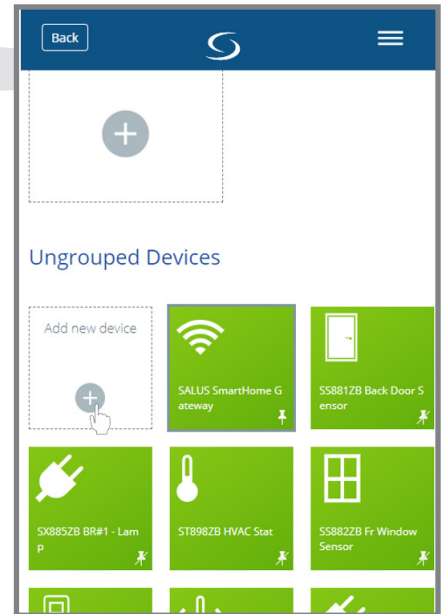 Back
Ungrouped Devices
Add new device
SALUS SmartHome G
ateway
SS881ZB Back Door S
ensor
SX885ZB BR#1 - Lam
p
ST898ZB HVAC Stat
SS882ZB Fr Window
Sensor